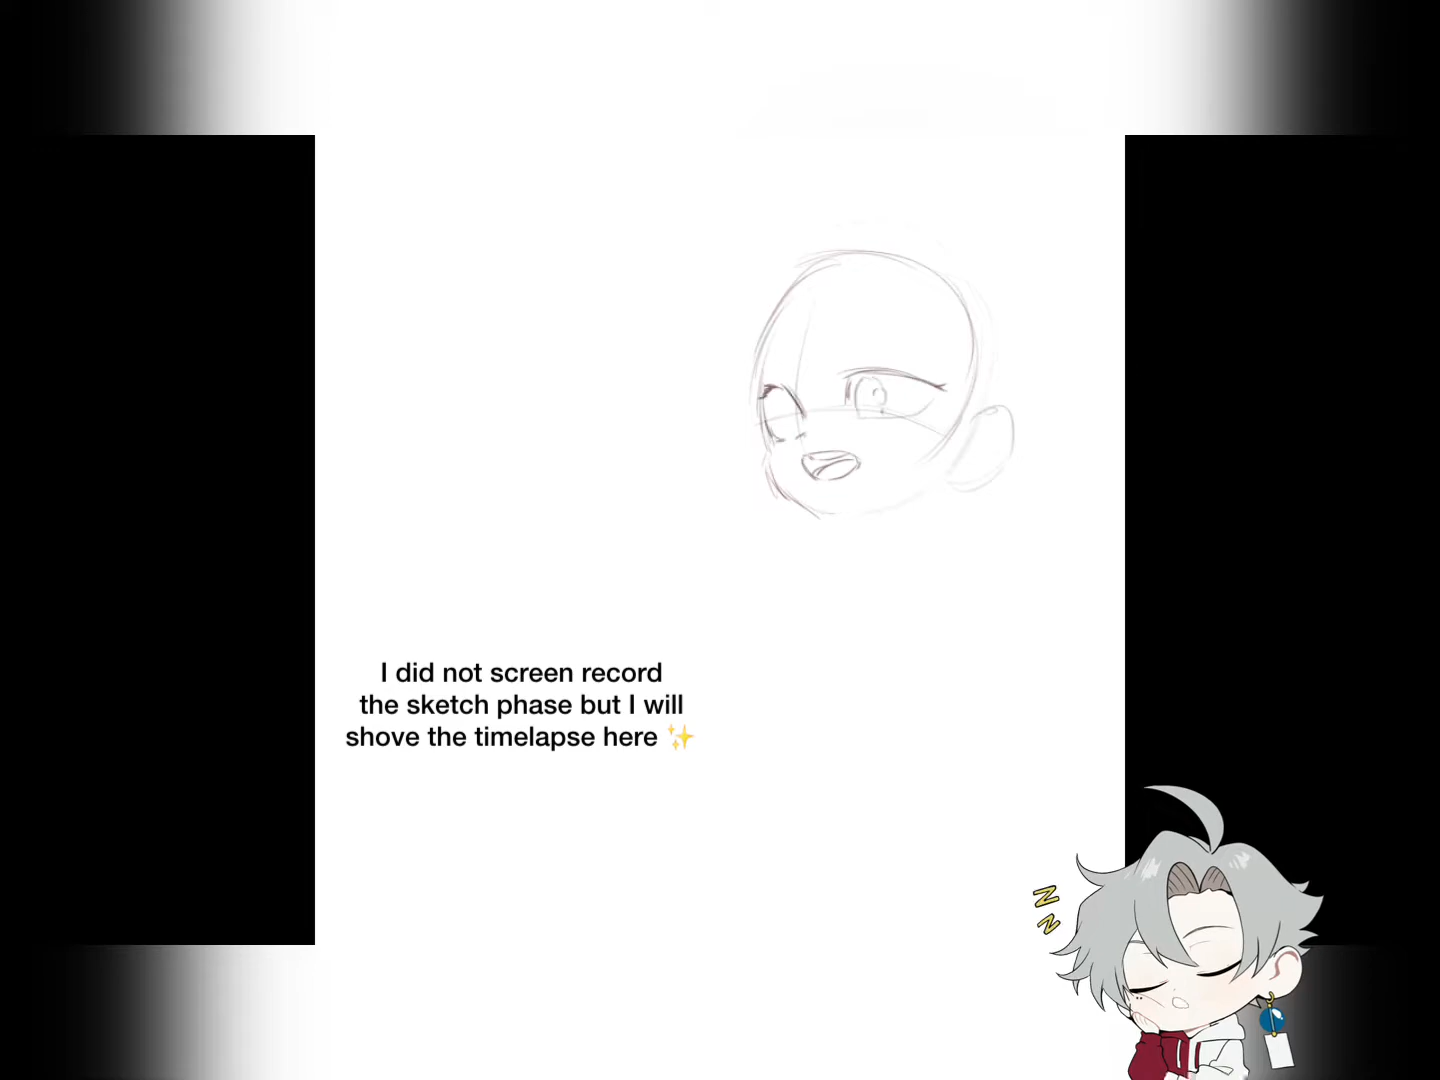 I did not screen record
the sketch phase but I will
shove the timelapse here ✨
Z
Z